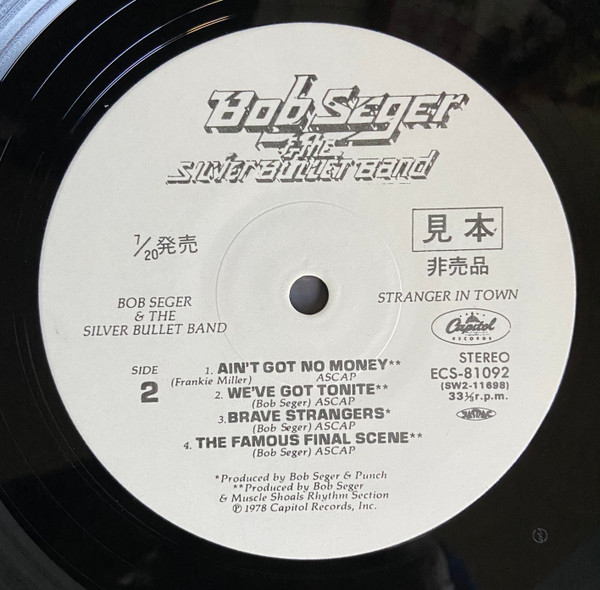 Bob Seger
& the
Silver Bullet Band
7/20発売
見本
非売品
BOB SEGER
& THE
SILVER BULLET BAND
STRANGER IN TOWN
Capitol
RECORDS
STEREO
ECS-81092
(SW2-11698)
33⅓r.p.m.
SIDE
2
1. AIN'T GOT NO MONEY**
(Frankie Miller) ASCAP
2. WE'VE GOT TONITE**
(Bob Seger) ASCAP
3. BRAVE STRANGERS*
(Bob Seger) ASCAP
4. THE FAMOUS FINAL SCENE**
(Bob Seger) ASCAP
*Produced by Bob Seger & Punch
**Produced by Bob Seger
& Muscle Shoals Rhythm Section
℗ 1978 Capitol Records, Inc.